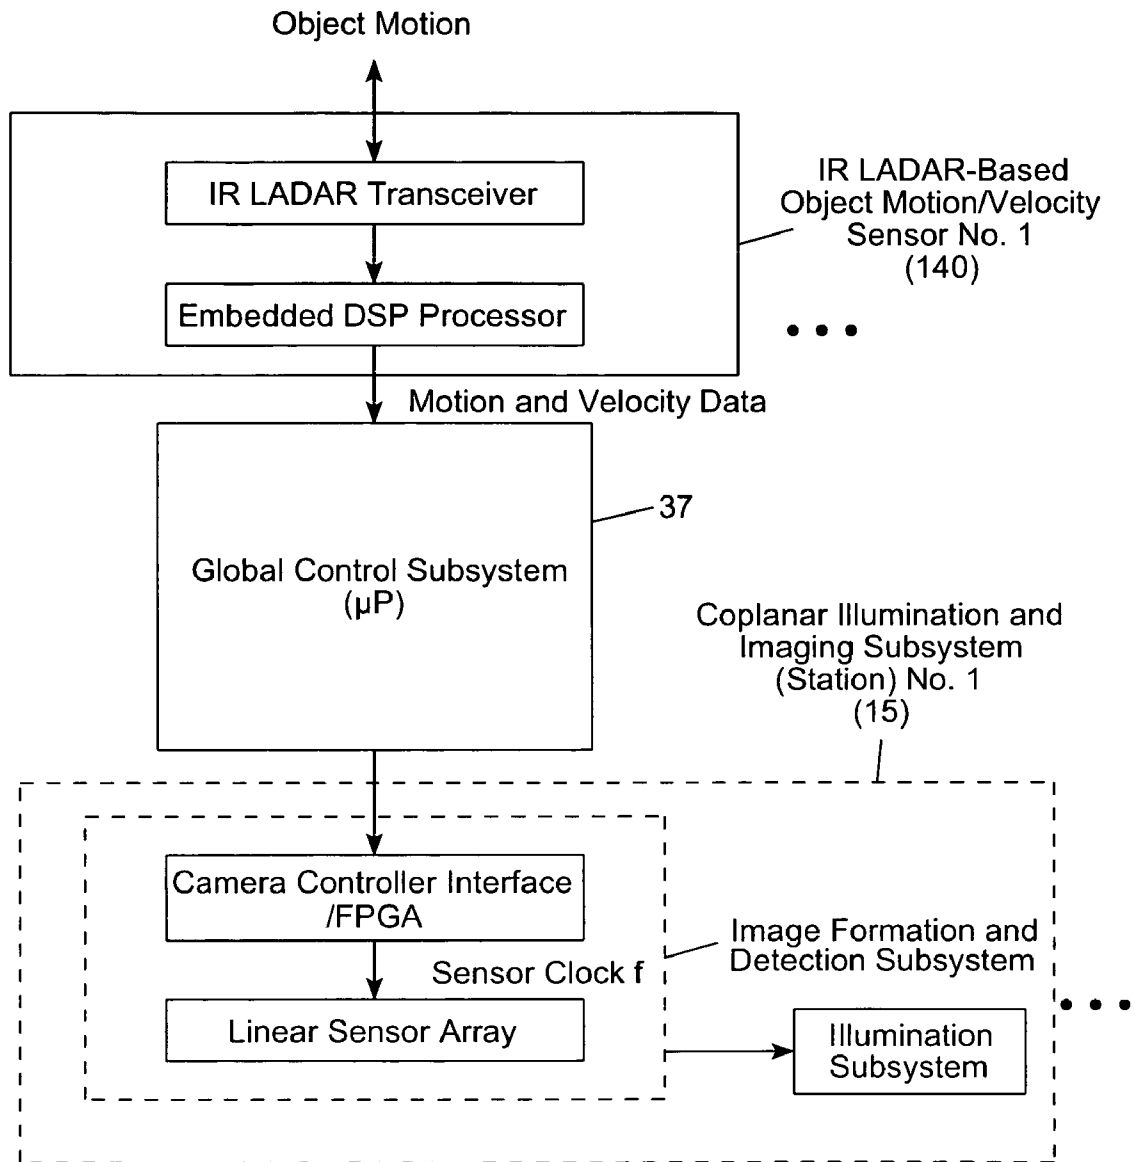 Object Motion
IR LADAR Transceiver
Embedded DSP Processor
IR LADAR-Based
Object Motion/Velocity
Sensor No. 1
(140)
Motion and Velocity Data
37
Global Control Subsystem
(µP)
Coplanar Illumination and
Imaging Subsystem
(Station) No. 1
(15)
Camera Controller Interface
/FPGA
Sensor Clock f
Linear Sensor Array
Image Formation and
Detection Subsystem
Illumination
Subsystem